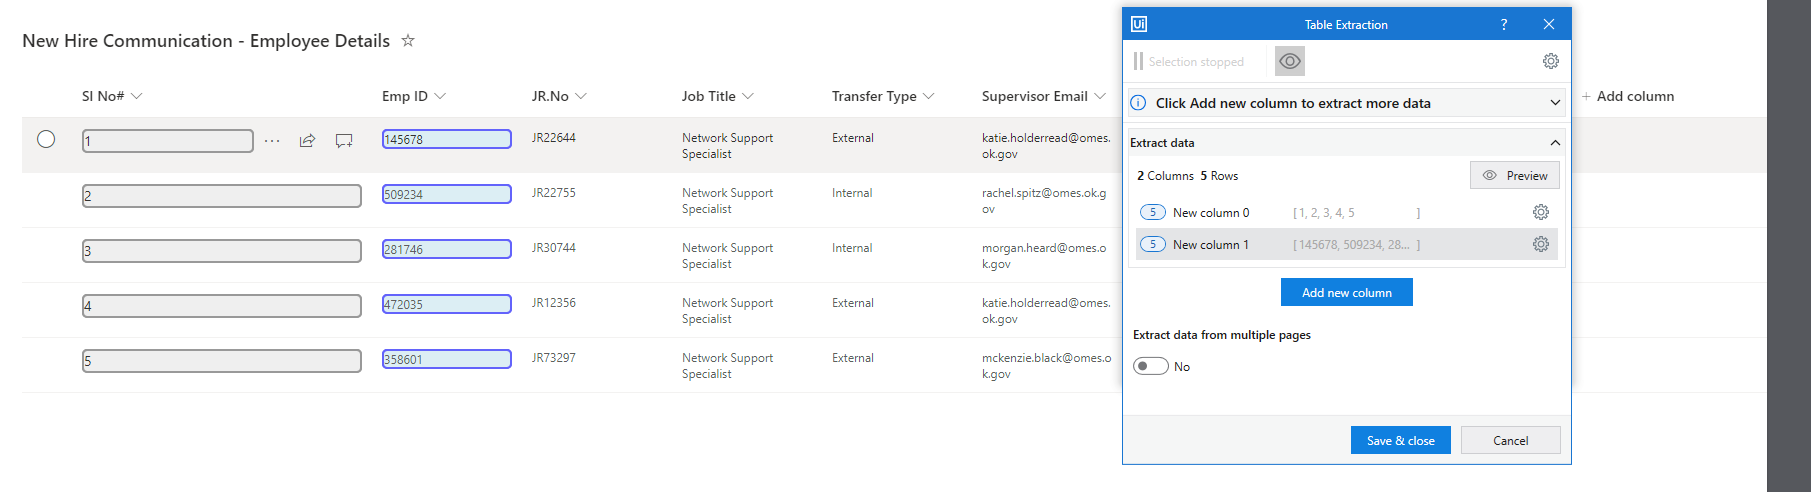 New Hire Communication - Employee Details
Sl No# Emp ID JR.No Job Title Transfer Type Supervisor Email + Add column
1 ... 145678 JR22644 Network Support External katie.holderread@omes.
Specialist ok.gov
2 509234 JR22755 Network Support Internal rachel.spitz@omes.ok.g
Specialist ov
3 281746 JR30744 Network Support Internal morgan.heard@omes.o
Specialist k.gov
4 472035 JR12356 Network Support External katie.holderread@omes.
Specialist ok.gov
5 358601 JR73297 Network Support External mckenzie.black@omes.o
Specialist k.gov
Ui Table Extraction ?
Selection stopped
Click Add new column to extract more data
Extract data
2 Columns 5 Rows Preview
5 New column 0 [ 1, 2, 3, 4, 5 ]
5 New column 1 [ 145678, 509234, 28... ]
Add new column
Extract data from multiple pages
No
Save & close Cancel